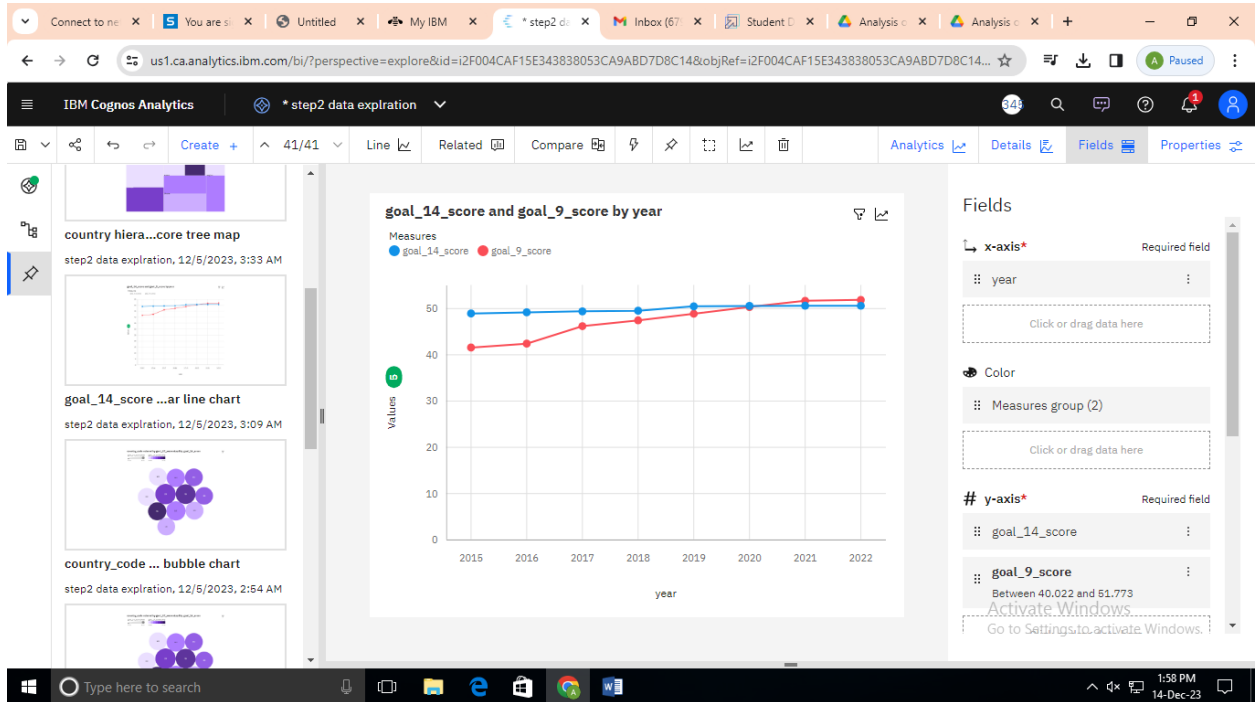 Connect to ne
You are si
Untitled
My IBM
* step2 da
Inbox (67
Student D
Analysis o
Analysis o
us1.ca.analytics.ibm.com/bi/?perspective=explore&id=i2F004CAF15E343838053CA9ABD7D8C14&objRef=i2F004CAF15E343838053CA9ABD7D8C14...
A Paused
IBM Cognos Analytics
* step2 data explration
345
1
Create +
41/41
Line
Related
Compare
Analytics
Details
Fields
Properties
country hiera...core tree map
step2 data explration, 12/5/2023, 3:33 AM
goal_14_score ...ar line chart
step2 data explration, 12/5/2023, 3:09 AM
country_code ... bubble chart
step2 data explration, 12/5/2023, 2:54 AM
goal_14_score and goal_9_score by year
Measures
goal_14_score goal_9_score
50
40
30
20
10
0
Values
5
2015 2016 2017 2018 2019 2020 2021 2022
year
Fields
x-axis* Required field
year
Click or drag data here
Color
Measures group (2)
Click or drag data here
# y-axis* Required field
goal_14_score
goal_9_score
Between 40.022 and 51.773
Activate Windows
Go to Settings to activate Windows.
Type here to search
1:58 PM
14-Dec-23